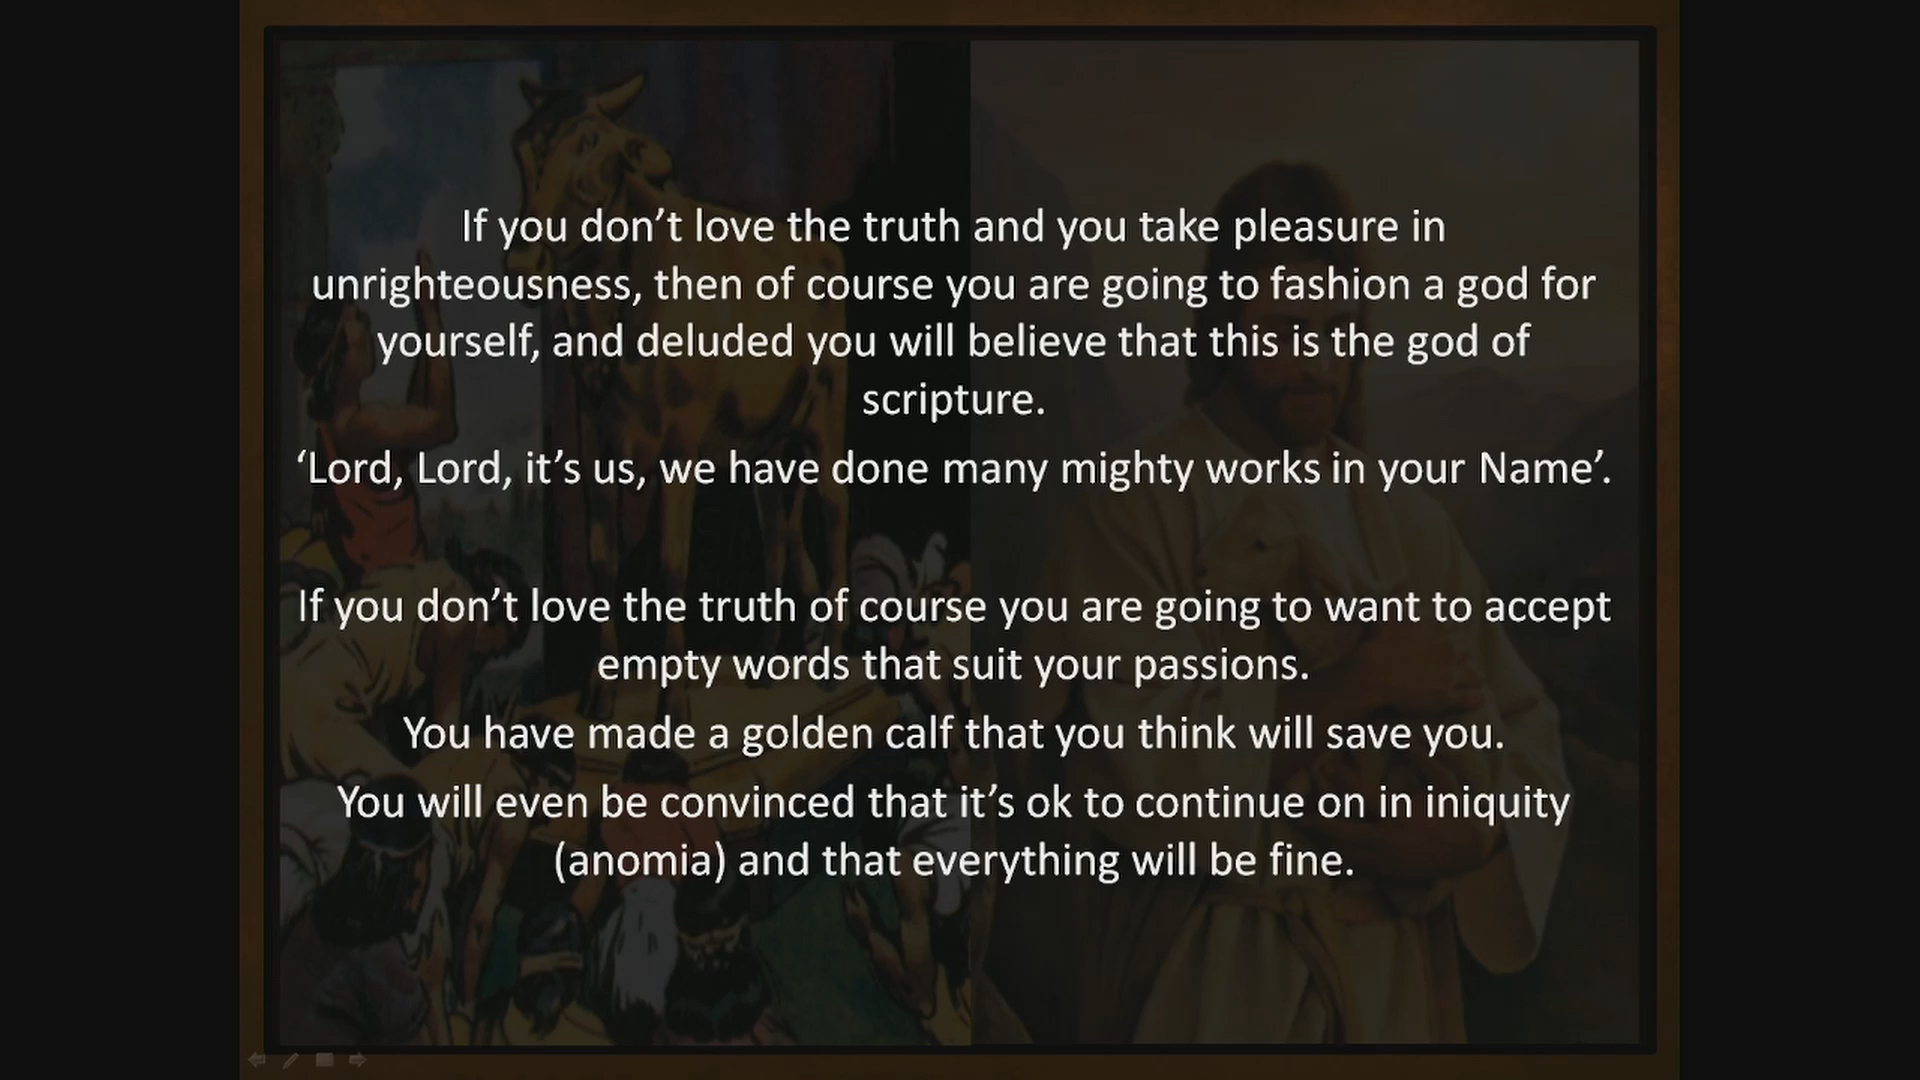 If you don’t love the truth and you take pleasure in
unrighteousness, then of course you are going to fashion a god for
yourself, and deluded you will believe that this is the god of
scripture.
‘Lord, Lord, it’s us, we have done many mighty works in your Name’.
If you don’t love the truth of course you are going to want to accept
empty words that suit your passions.
You have made a golden calf that you think will save you.
You will even be convinced that it’s ok to continue on in iniquity
(anomia) and that everything will be fine.